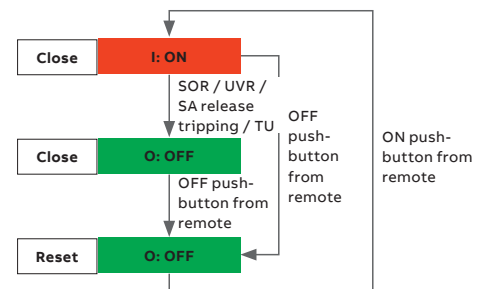 Close
I: ON
SOR / UVR /
SA release
tripping / TU
OFF
push-
button
from
remote
ON push-
button from
remote
Close
O: OFF
OFF push-
button from
remote
Reset
O: OFF